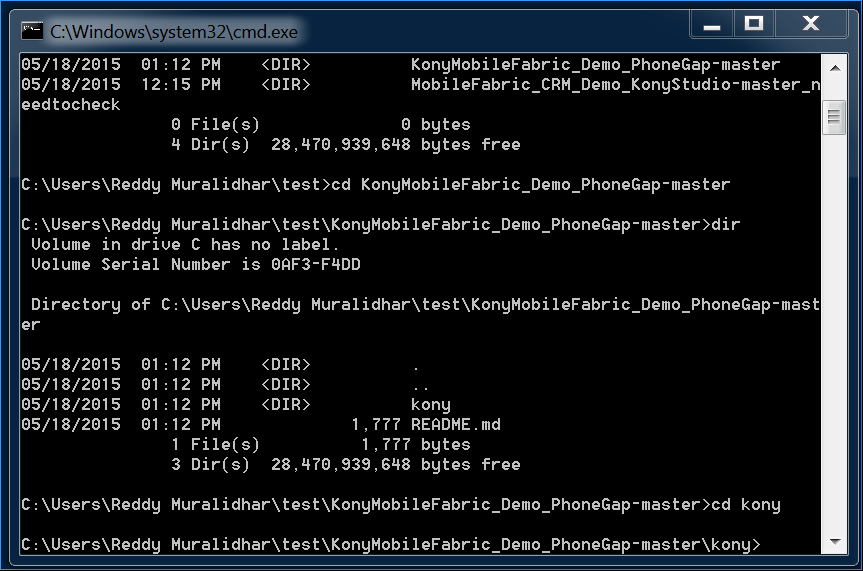 C:\Windows\system32\cmd.exe
05/18/2015  01:12 PM    <DIR>          KonyMobileFabric_Demo_PhoneGap-master
05/18/2015  12:15 PM    <DIR>          MobileFabric_CRM_Demo_KonyStudio-master_n
eedtocheck
               0 File(s)              0 bytes
               4 Dir(s)  28,470,939,648 bytes free
C:\Users\Reddy Muralidhar\test>cd KonyMobileFabric_Demo_PhoneGap-master
C:\Users\Reddy Muralidhar\test\KonyMobileFabric_Demo_PhoneGap-master>dir
 Volume in drive C has no label.
 Volume Serial Number is 0AF3-F4DD
 Directory of C:\Users\Reddy Muralidhar\test\KonyMobileFabric_Demo_PhoneGap-mast
er
05/18/2015  01:12 PM    <DIR>          .
05/18/2015  01:12 PM    <DIR>          ..
05/18/2015  01:12 PM    <DIR>          kony
05/18/2015  01:12 PM             1,777 README.md
               1 File(s)          1,777 bytes
               3 Dir(s)  28,470,939,648 bytes free
C:\Users\Reddy Muralidhar\test\KonyMobileFabric_Demo_PhoneGap-master>cd kony
C:\Users\Reddy Muralidhar\test\KonyMobileFabric_Demo_PhoneGap-master\kony>